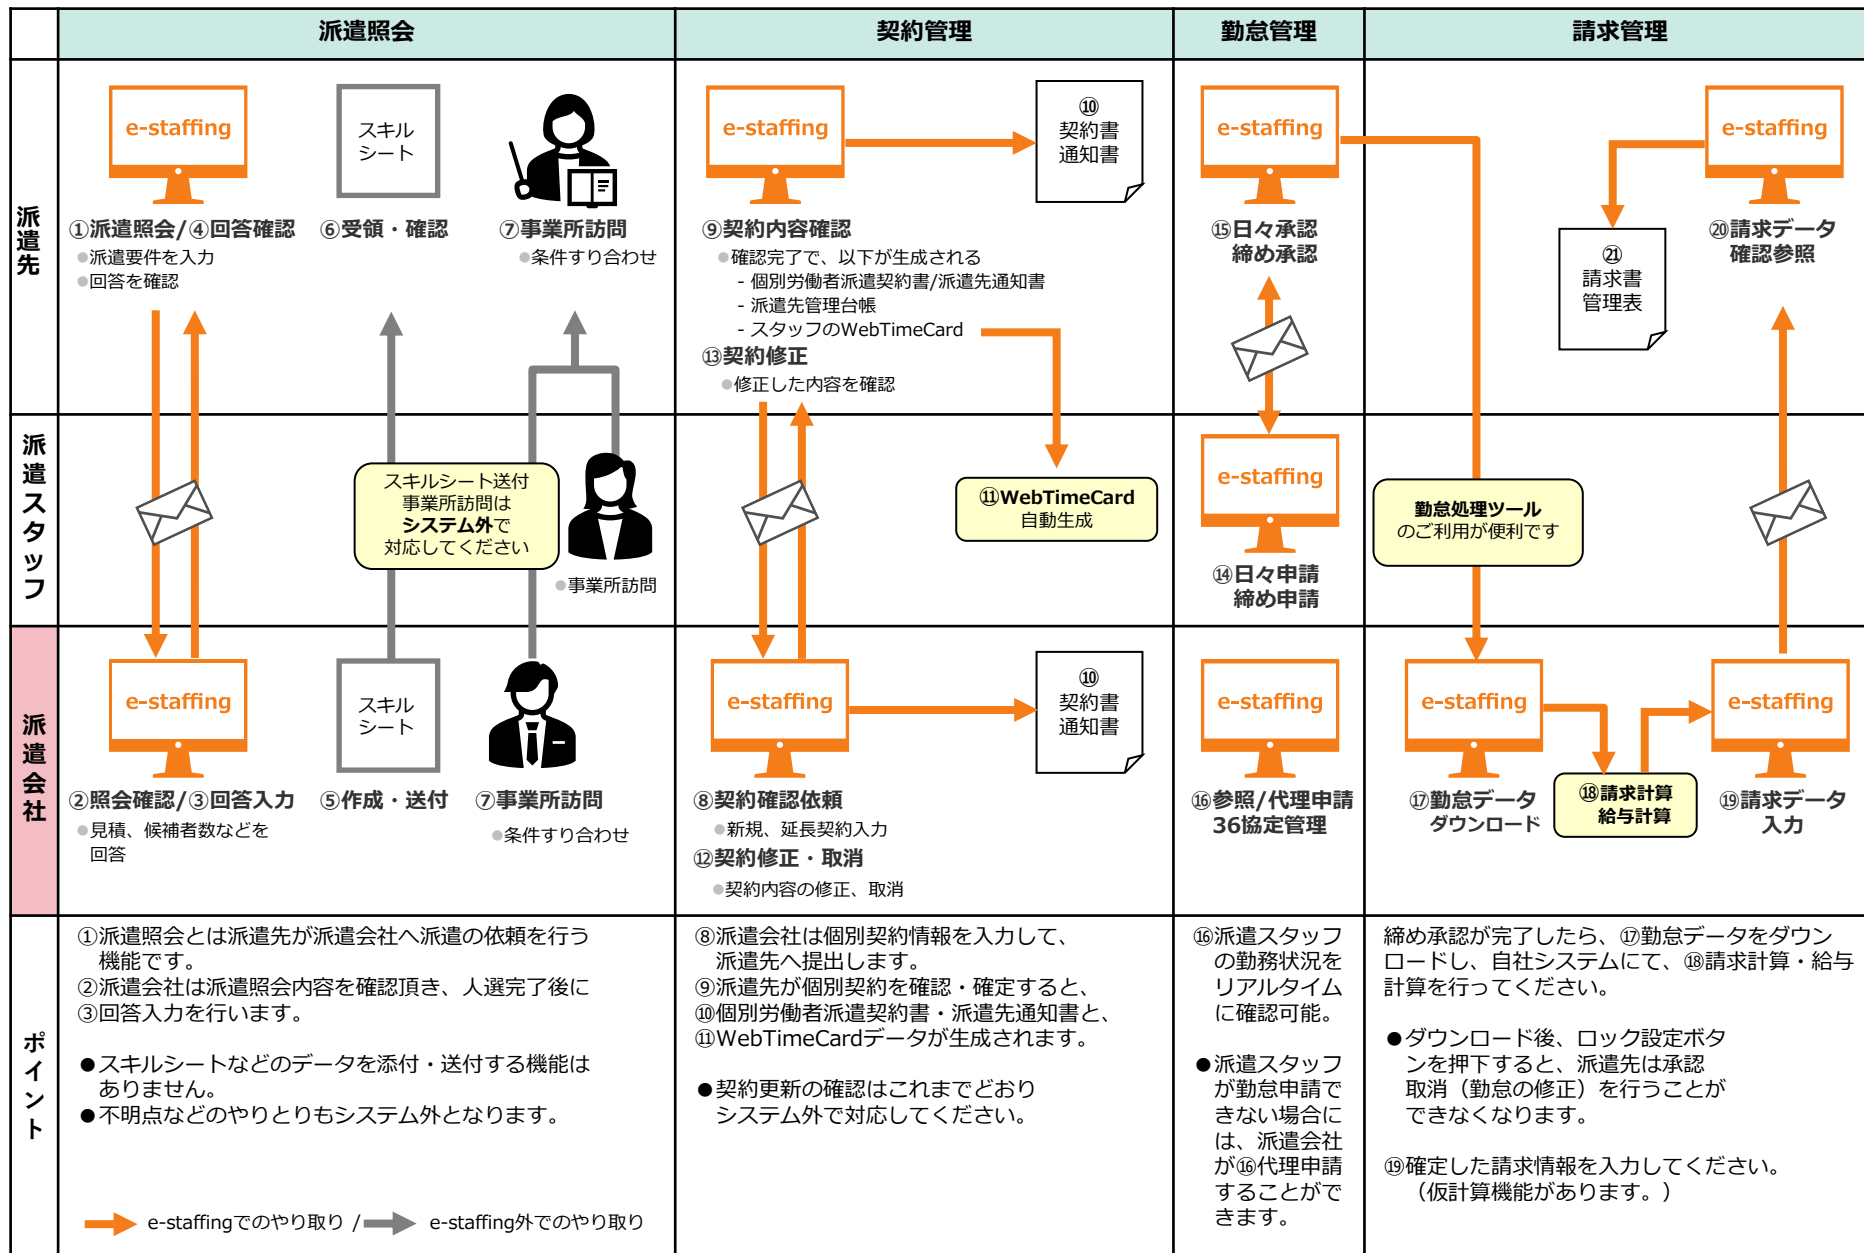 派遣照会
契約管理
勤怠管理
請求管理
派遣先
e-staffing
①派遣照会/④回答確認
●派遣要件を入力
●回答を確認
スキル
シート
⑥受領・確認
⑦事業所訪問
●条件すり合わせ
e-staffing
⑨契約内容確認
●確認完了で、以下が生成される
- 個別労働者派遣契約書/派遣先通知書
- 派遣先管理台帳
- スタッフのWebTimeCard
⑬契約修正
●修正した内容を確認
⑩
契約書
通知書
e-staffing
⑮日々承認
締め承認
㉑
請求書
管理表
e-staffing
⑳請求データ
確認参照
派遣スタッフ
スキルシート送付
事業所訪問は
システム外で
対応してください
●事業所訪問
⑪WebTimeCard
自動生成
e-staffing
⑭日々申請
締め申請
勤怠処理ツール
のご利用が便利です
派遣会社
e-staffing
②照会確認/③回答入力
●見積、候補者数などを
回答
スキル
シート
⑤作成・送付
⑦事業所訪問
●条件すり合わせ
e-staffing
⑧契約確認依頼
●新規、延長契約入力
⑫契約修正・取消
●契約内容の修正、取消
⑩
契約書
通知書
e-staffing
⑯参照/代理申請
36協定管理
e-staffing
⑰勤怠データ
ダウンロード
⑱請求計算
給与計算
e-staffing
⑲請求データ
入力
ポイント
①派遣照会とは派遣先が派遣会社へ派遣の依頼を行う
機能です。
②派遣会社は派遣照会内容を確認頂き、人選完了後に
③回答入力を行います。
●スキルシートなどのデータを添付・送付する機能は
ありません。
●不明点などのやりとりもシステム外となります。
e-staffingでのやり取り /
e-staffing外でのやり取り
⑧派遣会社は個別契約情報を入力して、
派遣先へ提出します。
⑨派遣先が個別契約を確認・確定すると、
⑩個別労働者派遣契約書・派遣先通知書と、
⑪WebTimeCardデータが生成されます。
●契約更新の確認はこれまでどおり
システム外で対応してください。
⑯派遣スタッフ
の勤務状況を
リアルタイム
に確認可能。
●派遣スタッフ
が勤怠申請で
きない場合に
は、派遣会社
が⑯代理申請
することがで
きます。
締め承認が完了したら、⑰勤怠データをダウン
ロードし、自社システムにて、⑱請求計算・給与
計算を行ってください。
●ダウンロード後、ロック設定ボタ
ンを押下すると、派遣先は承認
取消（勤怠の修正）を行うことが
できなくなります。
⑲確定した請求情報を入力してください。
（仮計算機能があります。）